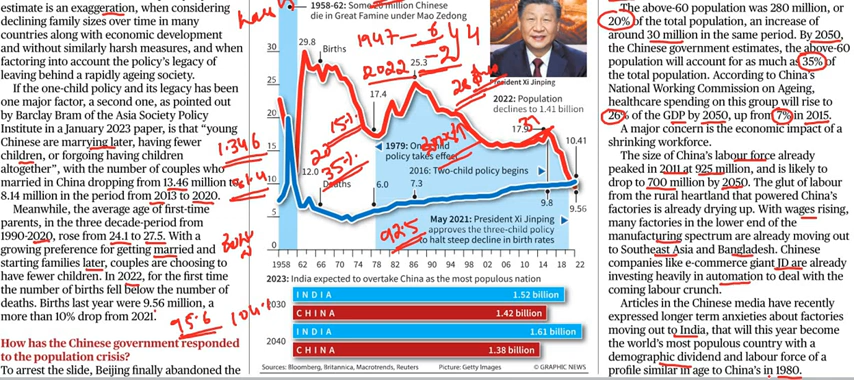 estimate is an exaggeration, when considering
declining family sizes over time in many
countries along with economic development
and without similarly harsh measures, and when
factoring into account the policy's legacy of
leaving behind a rapidly ageing society.
If the one-child policy and its legacy has been
one major factor, a second one, as pointed out
by Barclay Bram of the Asia Society Policy
Institute in a January 2023 paper, is that “young
Chinese are marrying later, having fewer
children, or forgoing having children
altogether”, with the number of couples who
married in China dropping from 13.46 million to
8.14 million in the period from 2013 to 2020.
Meanwhile, the average age of first-time
parents, in the three decade-period from
1990-2020, rose from 24.1 to 27.5. With a
growing preference for getting married and
starting families later, couples are choosing to
have fewer children. In 2022, for the first time
the number of births fell below the number of
deaths. Births last year were 9.56 million, a
more than 10% drop from 2021.
How has the Chinese government responded
to the population crisis?
To arrest the slide, Beijing finally abandoned the
1.346
81.4
95.6
104.1
1958-62: Some 20 million Chinese
die in Great Famine under Mao Zedong
1947 - 6
2022 - 2
44
30
25
20
15
10
5
0
29.8
Births
17.4
25.3
17.9
10.41
12.0
Deaths
6.0
7.3
9.8
9.56
15%
35%
92.5
1979: One-child
policy takes effect
2016: Two-child policy begins
May 2021: President Xi Jinping
approves the three-child policy
to halt steep decline in birth rates
1958 62 66 70 74 78 82 86 90 94 98 02 06 10 14 18 22
President Xi Jinping
2022: Population
declines to 1.41 billion
2023: India expected to overtake China as the most populous nation
2030
INDIA 1.52 billion
CHINA 1.42 billion
2040
INDIA 1.61 billion
CHINA 1.38 billion
Sources: Bloomberg, Britannica, Macrotrends, Reuters
Picture: Getty Images
© GRAPHIC NEWS
The above-60 population was 280 million, or
20% of the total population, an increase of
around 30 million in the same period. By 2050,
the Chinese government estimates, the above-60
population will account for as much as 35% of
the total population. According to China's
National Working Commission on Ageing,
healthcare spending on this group will rise to
26% of the GDP by 2050, up from 7% in 2015.
A major concern is the economic impact of a
shrinking workforce.
The size of China's labour force already
peaked in 2011 at 925 million, and is likely to
drop to 700 million by 2050. The glut of labour
from the rural heartland that powered China's
factories is already drying up. With wages rising,
many factories in the lower end of the
manufacturing spectrum are already moving out
to Southeast Asia and Bangladesh. Chinese
companies like e-commerce giant JD are already
investing heavily in automation to deal with the
coming labour crunch.
Articles in the Chinese media have recently
expressed longer term anxieties about factories
moving out to India, that will this year become
the world's most populous country with a
demographic dividend and labour force of a
profile similar in age to China's in 1980.